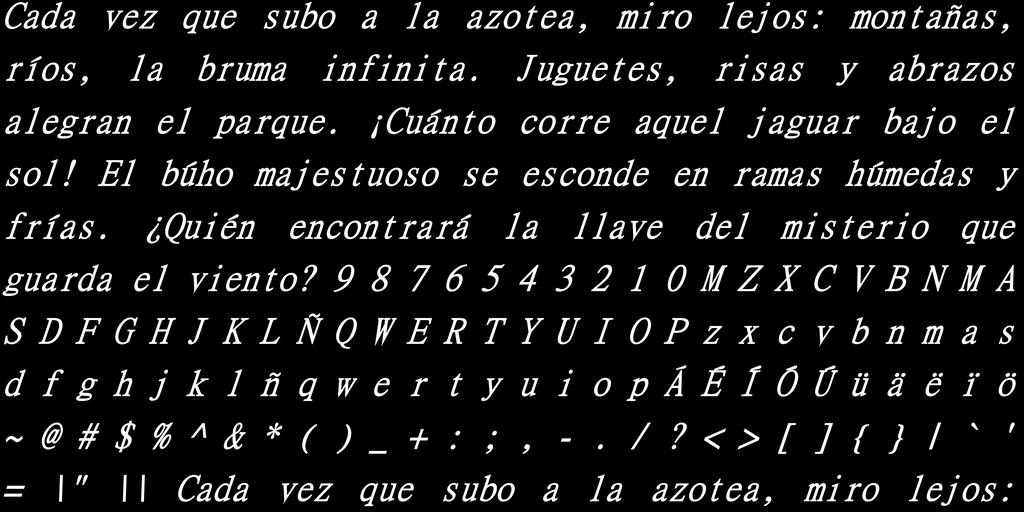 Cada vez que subo a la azotea, miro lejos: montañas,
ríos, la bruma infinita. Juguetes, risas y abrazos
alegran el parque. ¡Cuánto corre aquel jaguar bajo el
sol! El búho majestuoso se esconde en ramas húmedas y
frías. ¿Quién encontrará la llave del misterio que
guarda el viento? 9 8 7 6 5 4 3 2 1 0 M Z X C V B N M A
S D F G H J K L Ñ Q W E R T Y U I O P z x c v b n m a s
d f g h j k l ñ q w e r t y u i o p Á É Í Ó Ú ü ä ë ï ö
~ @ # $ % ^ & * ( ) _ + : ; , - . / ? < > [ ] { } | ` '
= \" \\ Cada vez que subo a la azotea, miro lejos: